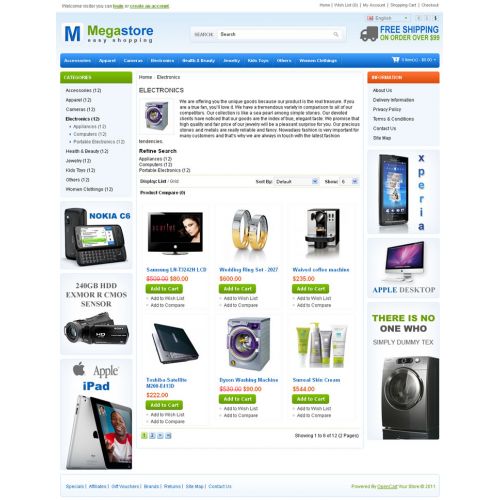 Welcome visitor you can login or create an account.
Home | Wish List (0) | My Account | Shopping Cart | Checkout
English € £ $
M Megastore
easy shopping
SEARCH: Search
FREE SHIPPING
ON ORDER OVER $99
Accessories Apparel Cameras Electronics Health & Beauty Jewelry Kids Toys Others Women Clothings
0 item(s) - $0.00
CATEGORIES
Accessories (12)
Apparel (12)
Cameras (12)
Electronics (12)
Appliances (12)
Computers (12)
Portable Electronics (12)
Health & Beauty (12)
Jewelry (12)
Kids Toys (12)
Others (12)
Women Clothings (12)
NOKIA C6
240GB HDD
EXMOR R CMOS
SENSOR
Apple
iPad
Home » Electronics
ELECTRONICS
We are offering you the unique goods because our product is the real treasure. If you
are a true fan, you'll love it. We have a tremendous variety in comparison to all of our
competitors. Our collection is like a sea pearl among simple stones. Our devoted
clients have noticed that our goods are the index of true, elegant taste. We promise that
high quality and fair price of our jewelry will be a pleasant surprise for you. Our precious
stones and metals are really reliable and fancy. Nowadays fashion is very important to
many customers and that's why we are always in touch with the latest fashion
tendencies.
Refine Search
Appliances (12)
Computers (12)
Portable Electronics (12)
Display: List / Grid
Sort By: Default
Show: 6
Product Compare (0)
Samsung LN-T3242H LCD
$500.00 $80.00
Add to Cart
Add to Wish List
Add to Compare
Wedding Ring Set - 2027
$600.00
Add to Cart
Add to Wish List
Add to Compare
coffee machine
$235.00
Add to Cart
Add to Wish List
Add to Compare
Toshiba Satellite
$222.00
Add to Cart
Add to Wish List
Add to Compare
Dyson Washing Machine
$90.00
Add to Cart
Add to Wish List
Add to Compare
Surreal Skin Cream
$544.00
Add to Cart
Add to Wish List
Add to Compare
1 2 > >|
Showing 1 to 6 of 12 (2 Pages)
INFORMATION
About Us
Delivery Information
Privacy Policy
Terms & Conditions
Contact Us
Site Map
xperia
APPLE DESKTOP
THERE IS NO
ONE WHO
SIMPLY DUMMY TEX
Specials | Affiliates | Gift Vouchers | Brands | Returns | Site Map | Contact Us
Powered By OpenCart Your Store © 2011